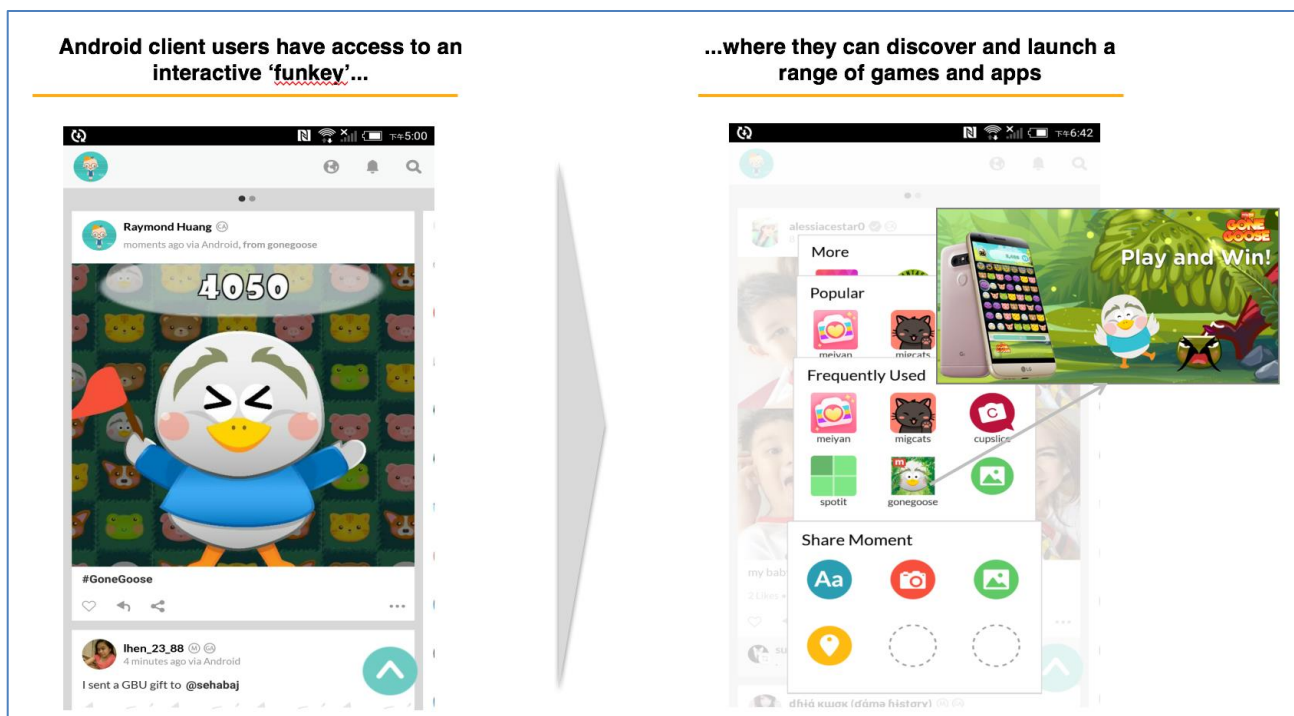 Android client users have access to an
interactive ‘funkey’...
...where they can discover and launch a
range of games and apps
下午5:00
Raymond Huang
moments ago via Android, from gonegoose
4050
#GoneGoose
lhen_23_88
4 minutes ago via Android
I sent a GBU gift to @sehabaj
下午6:42
alessiacestar0
More
Popular
meiyan migcats
Frequently Used
meiyan migcats cupslice
spotit gonegoose
Share Moment
Aa
my bab
2 Likes
GONE
GOOSE
Play and Win!
LG